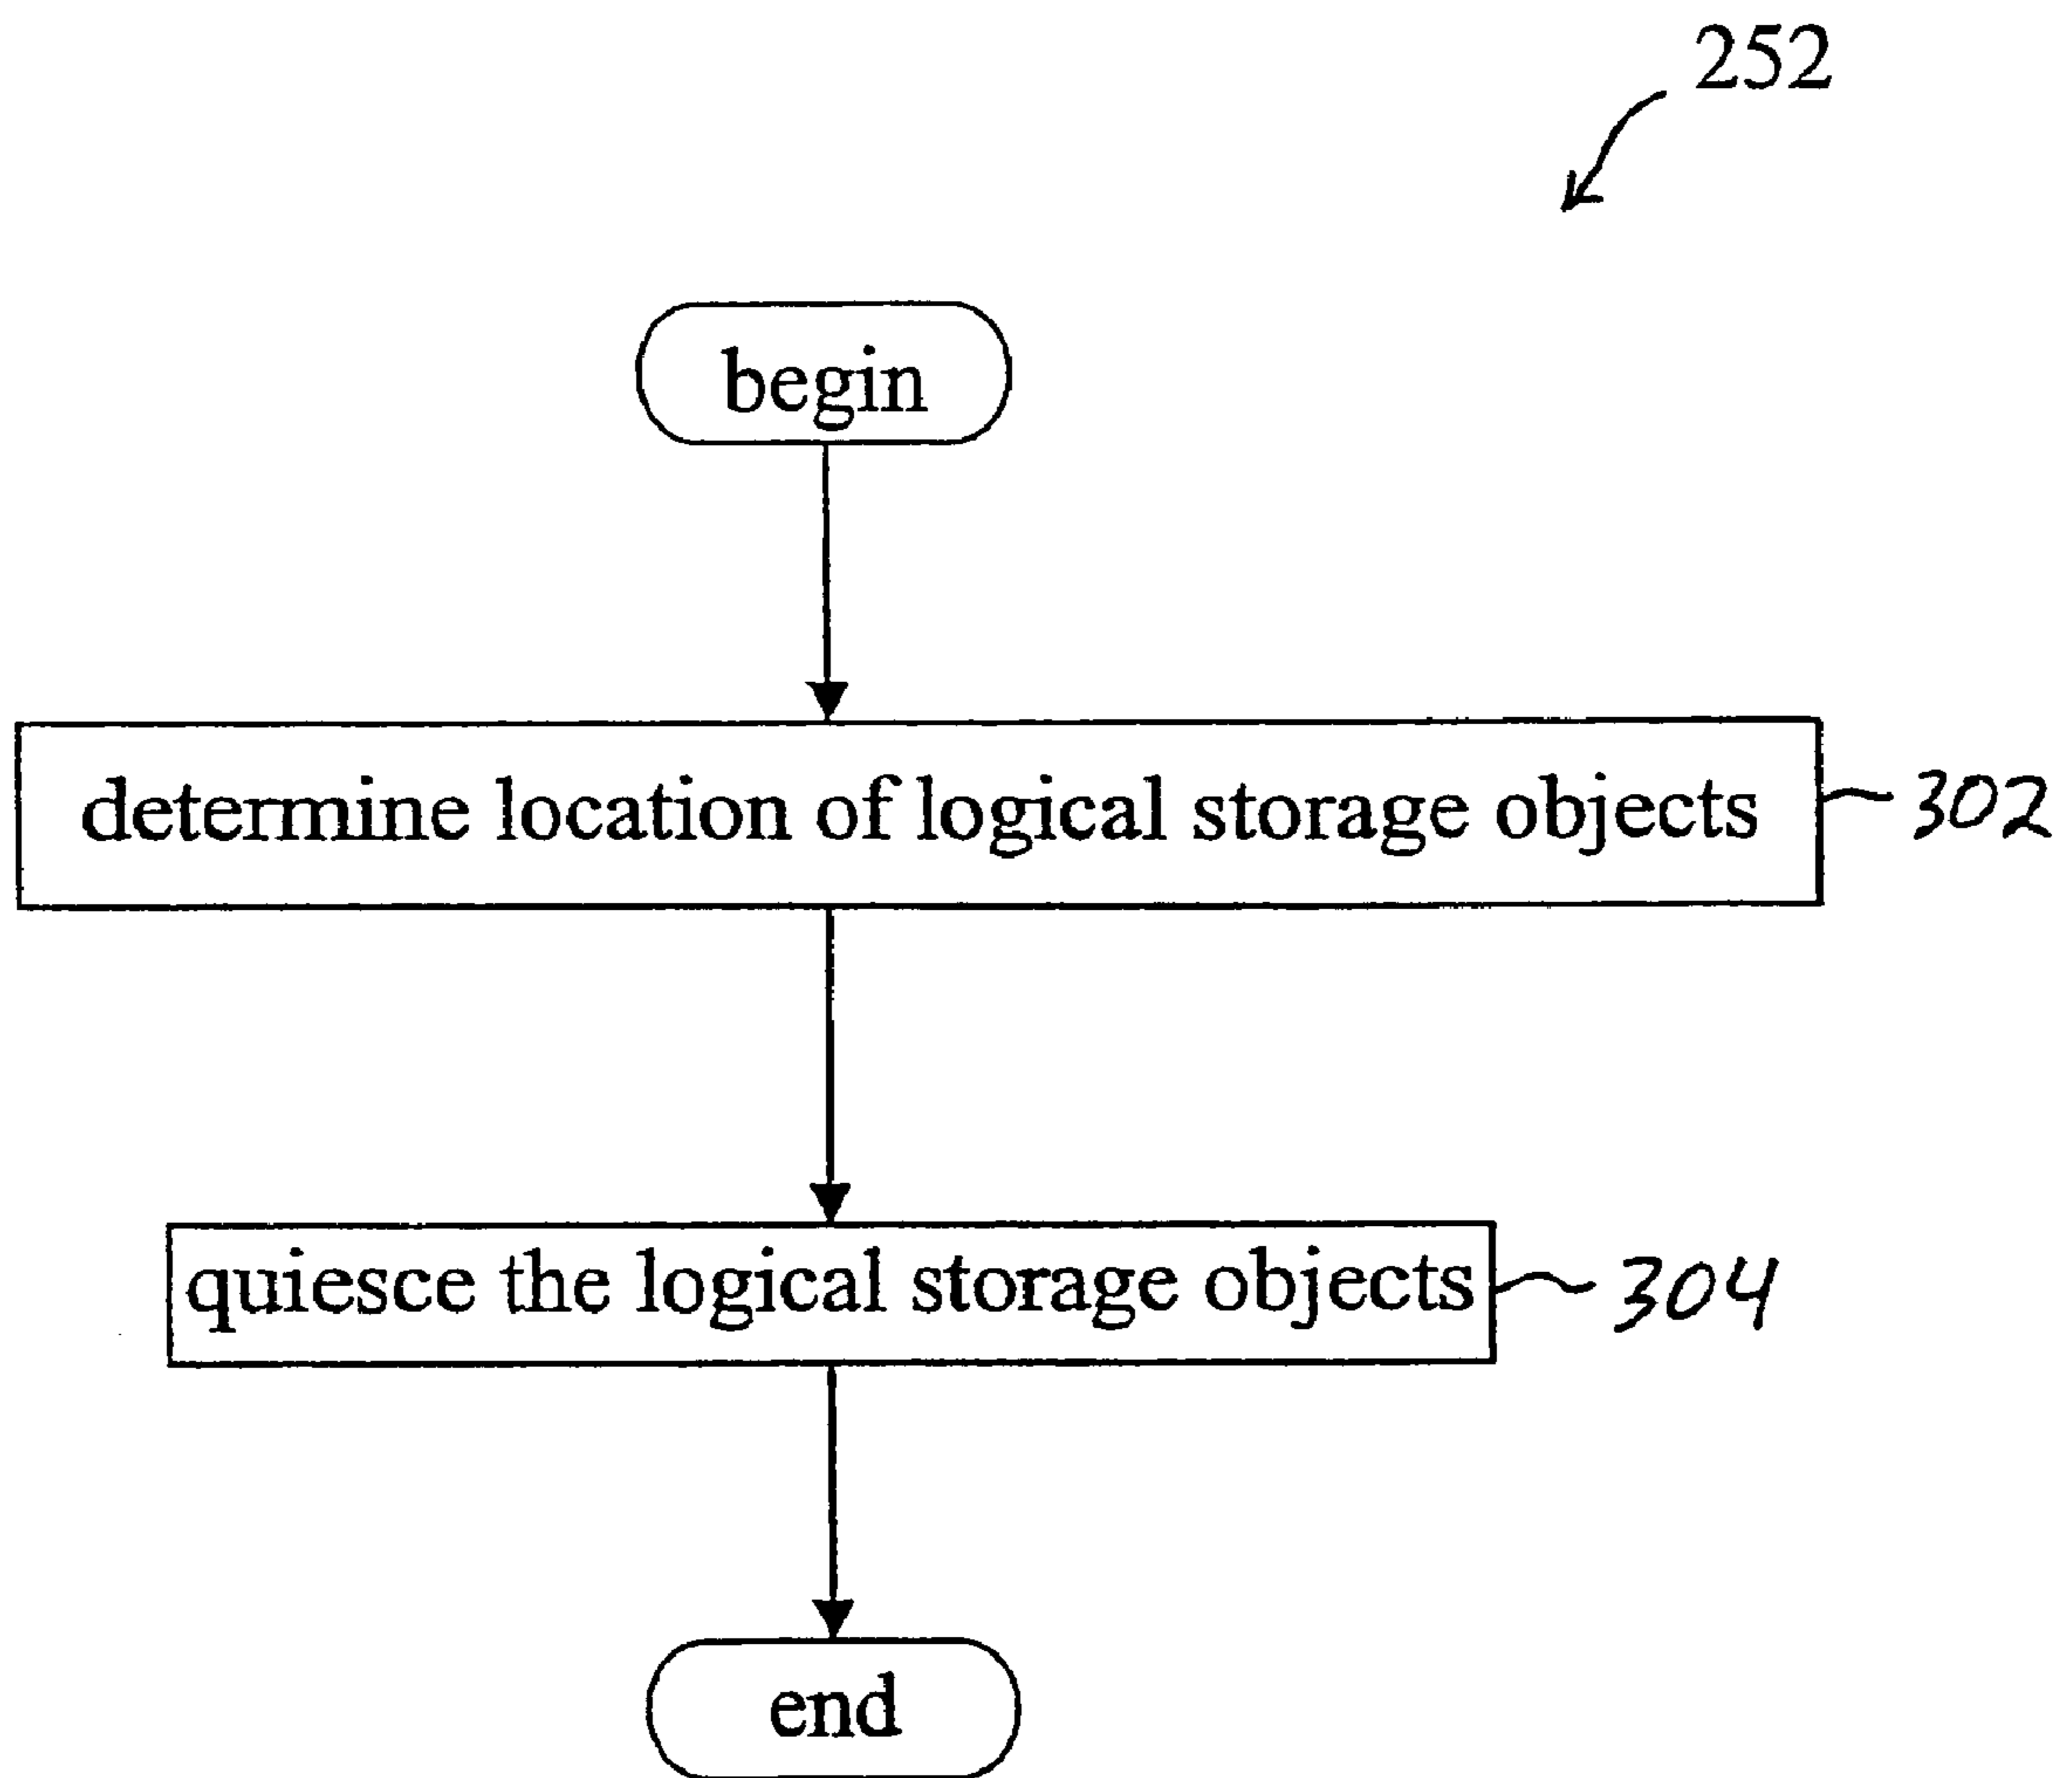 252
begin
determine location of logical storage objects
302
quiesce the logical storage objects
304
end